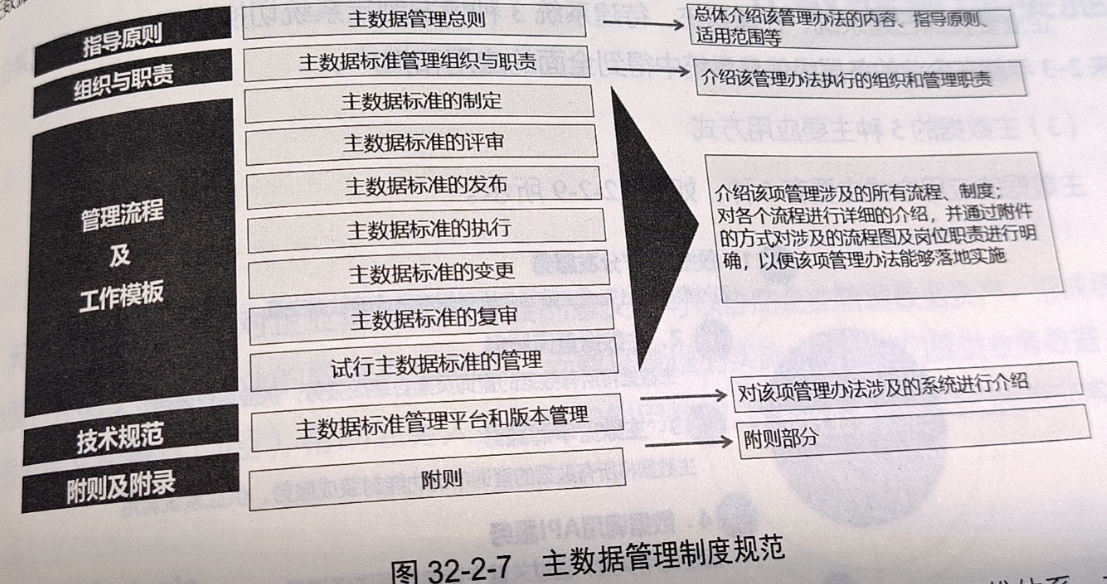 指导原则
主数据管理总则
总体介绍该管理办法的内容、指导原则、
适用范围等
组织与职责
主数据标准管理组织与职责
介绍该管理办法执行的组织和管理职责
管理流程
及
工作模板
主数据标准的制定
主数据标准的评审
主数据标准的发布
主数据标准的执行
主数据标准的变更
主数据标准的复审
试行主数据标准的管理
介绍该项管理涉及的所有流程、制度；
对各个流程进行详细的介绍，并通过附件
的方式对涉及的流程图及岗位职责进行明
确，以便该项管理办法能够落地实施
技术规范
主数据标准管理平台和版本管理
对该项管理办法涉及的系统进行介绍
附则及附录
附则
附则部分
图 32-2-7 主数据管理制度规范